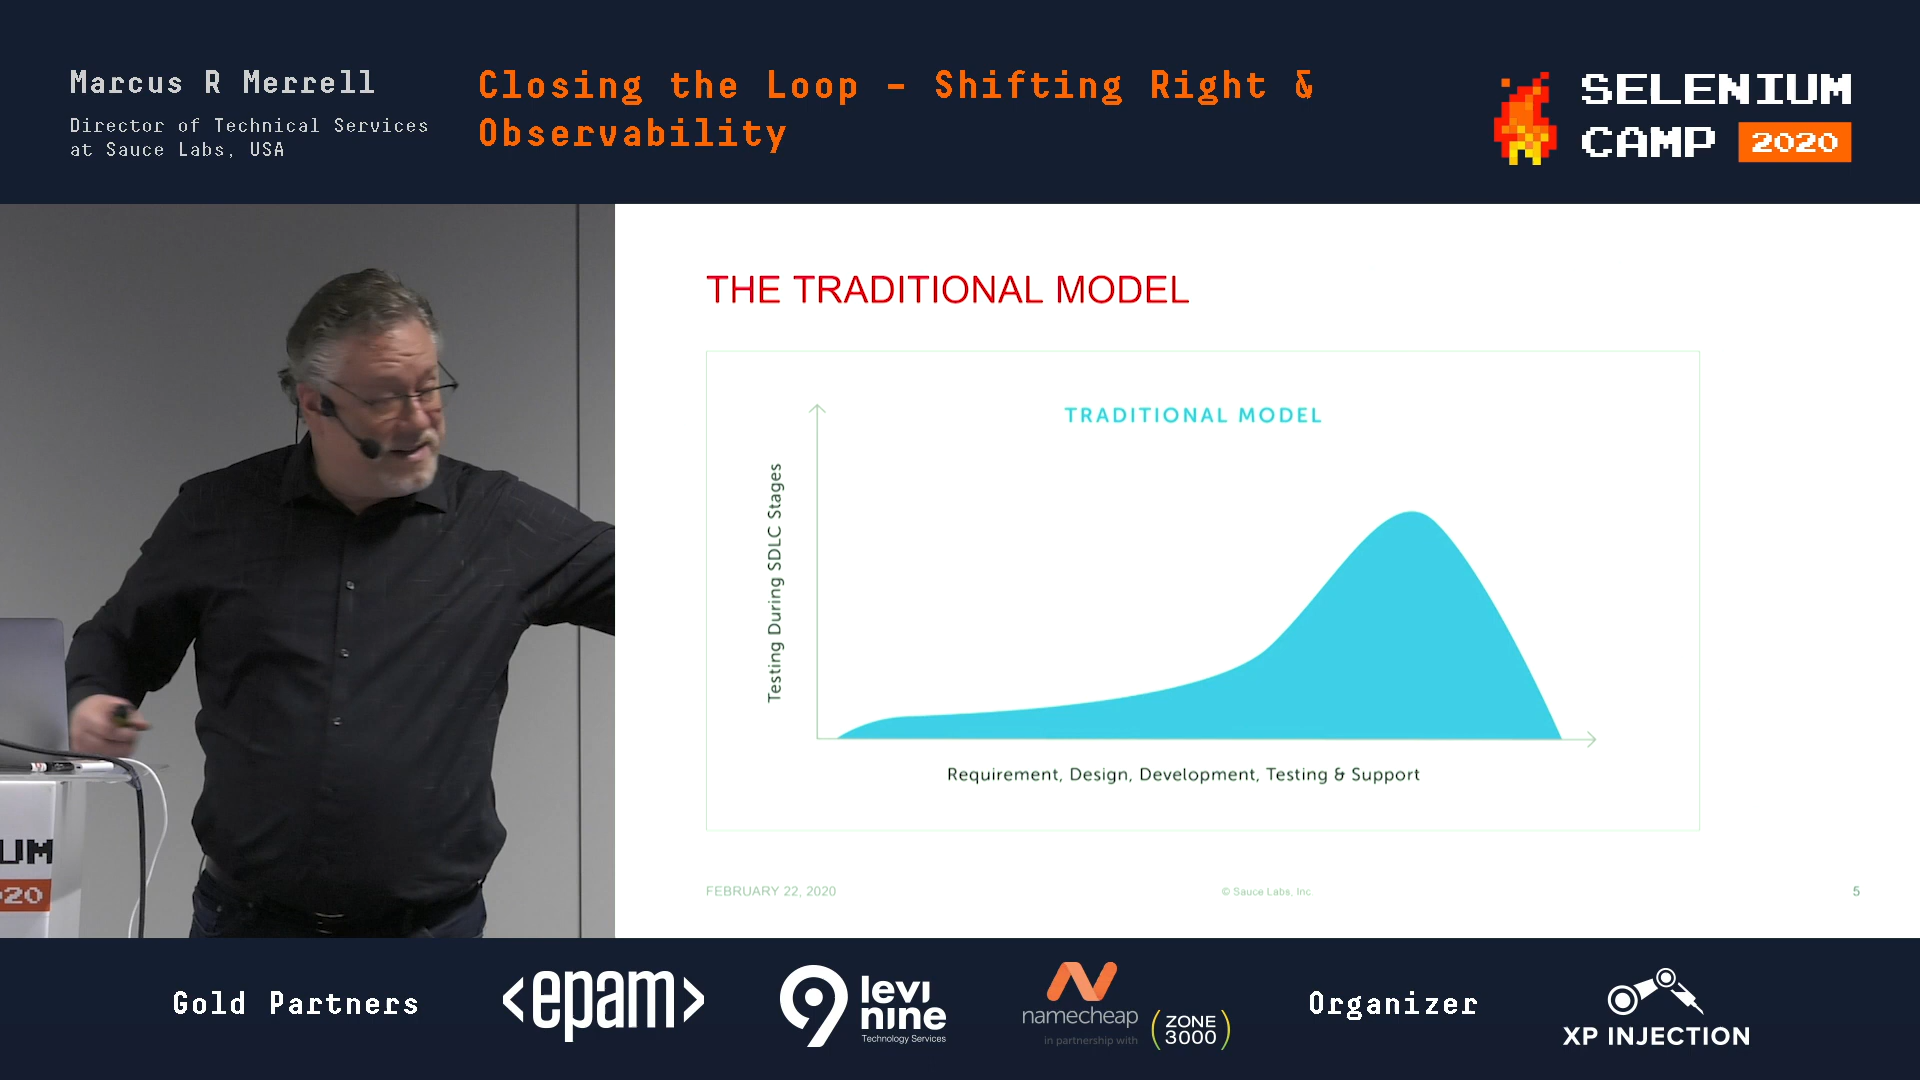 Marcus R Merrell
Director of Technical Services
at Sauce Labs, USA
Closing the Loop – Shifting Right &
Observability
SELENIUM
CAMP 2020
THE TRADITIONAL MODEL
TRADITIONAL MODEL
Testing During SDLC Stages
Requirement, Design, Development, Testing & Support
FEBRUARY 22, 2020
© Sauce Labs, Inc.
5
UM
20
Gold Partners
<epam>
levi
nine
Technology Services
namecheap
in partnership with
(ZONE
3000)
Organizer
XP INJECTION